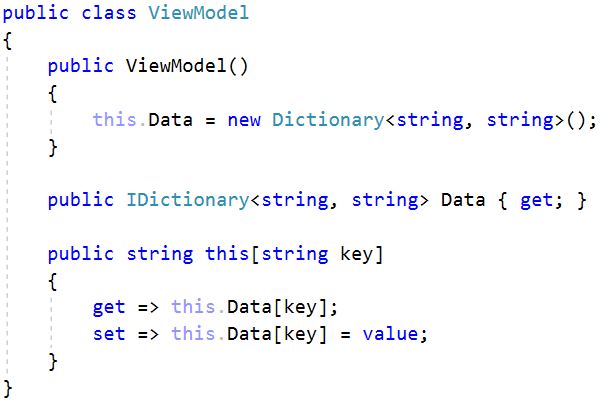 public class ViewModel
{
    public ViewModel()
    {
        this.Data = new Dictionary<string, string>();
    }

    public IDictionary<string, string> Data { get; }

    public string this[string key]
    {
        get => this.Data[key];
        set => this.Data[key] = value;
    }
}